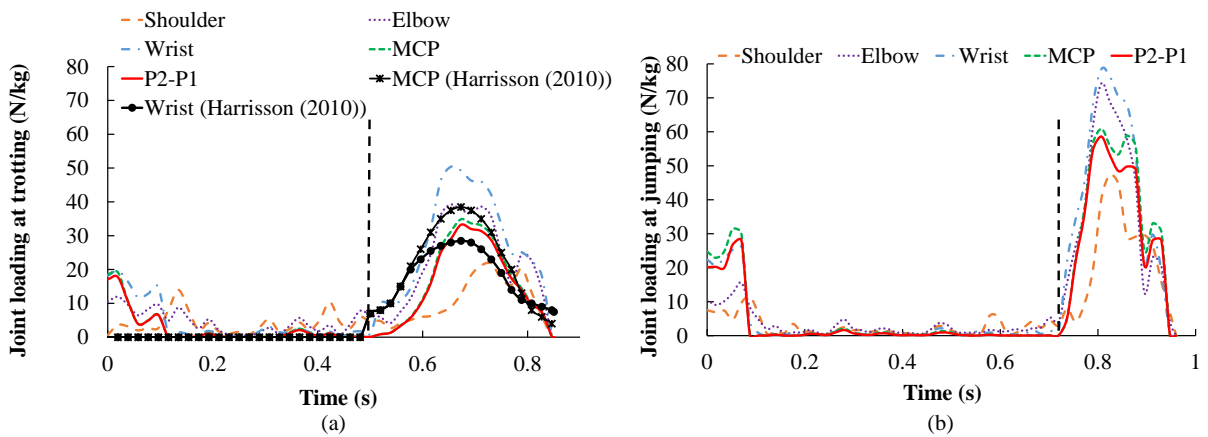 Shoulder Elbow
Wrist MCP
P2-P1 MCP (Harrisson (2010))
Wrist (Harrisson (2010))
Joint loading at trotting (N/kg)
80
70
60
50
40
30
20
10
0
0 0.2 0.4 0.6 0.8
Time (s)
(a)
Shoulder Elbow Wrist MCP P2-P1
Joint loading at jumping (N/kg)
80
70
60
50
40
30
20
10
0
0 0.2 0.4 0.6 0.8 1
Time (s)
(b)